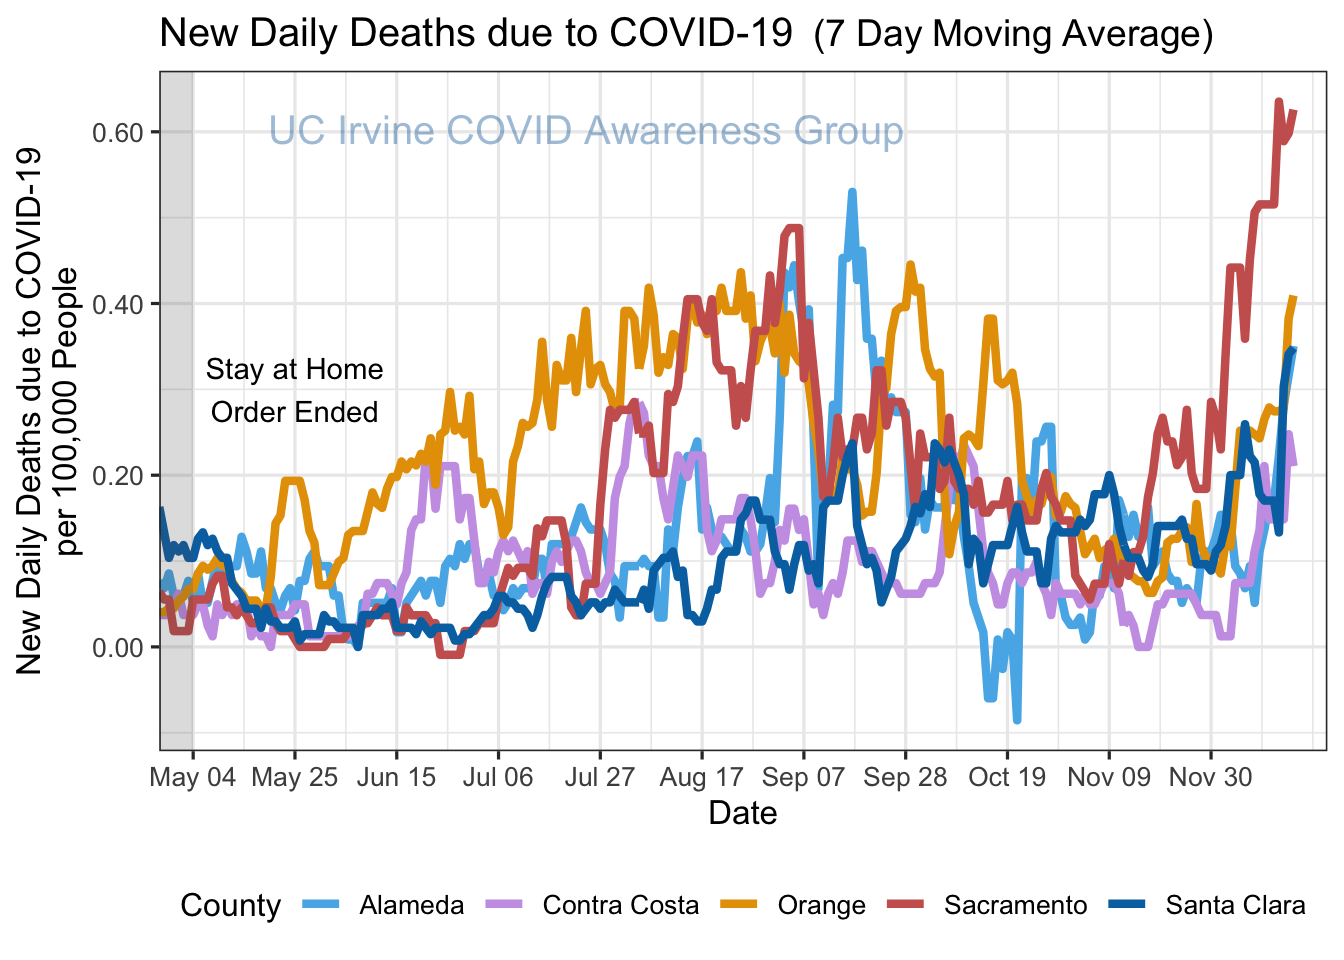 New Daily Deaths due to COVID-19 (7 Day Moving Average)
New Daily Deaths due to COVID-19
per 100,000 People
0.60
0.40
0.20
0.00
UC Irvine COVID Awareness Group
Stay at Home
Order Ended
May 04 May 25 Jun 15 Jul 06 Jul 27 Aug 17 Sep 07 Sep 28 Oct 19 Nov 09 Nov 30
Date
County Alameda Contra Costa Orange Sacramento Santa Clara